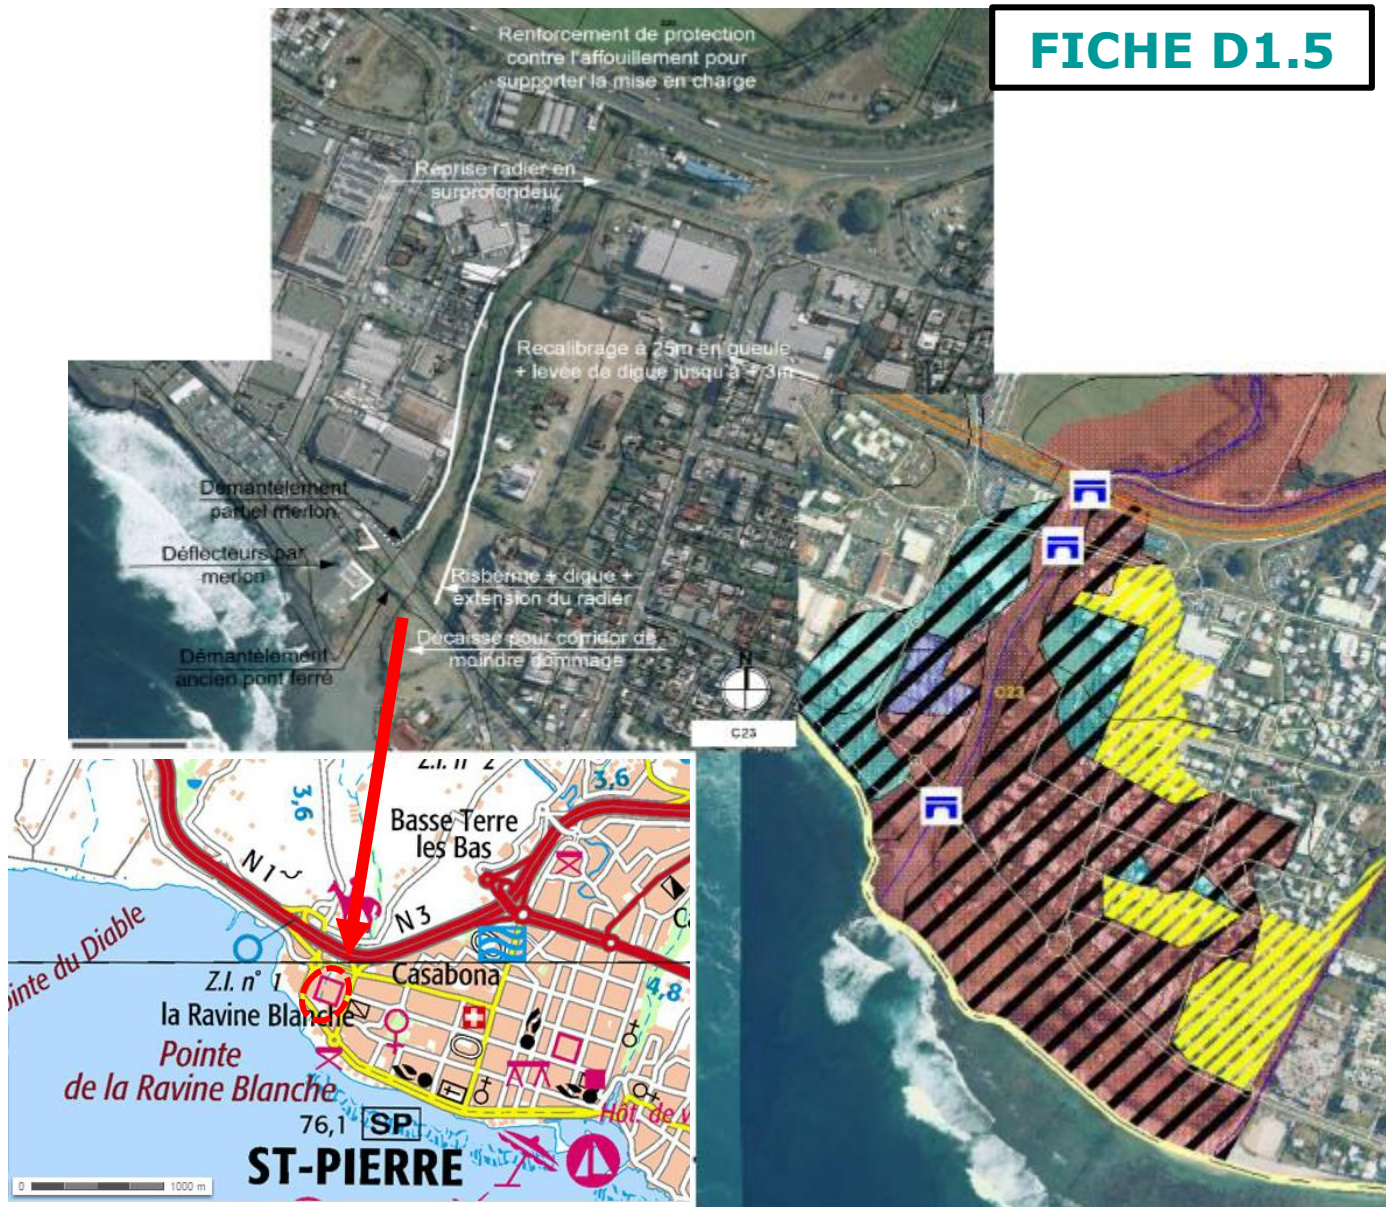 FICHE D1.5
Renforcement de protection
contre l'affouillement pour
supporter la mise en charge
Reprise radier en
surprofondeur
Recalibrage à 25m en gueule
+ levée de digue jusqu'à + 3m
Démantèlement
partiel merlon
Déflecteurs par
merlon
Risberme + digue +
extension du radier
Décaisse pour corridor de
moindre dommage
Démantèlement
ancien pont ferré
N
C23
C23
Z.I. n° 2
3,6
3,6
Basse Terre
les Bas
N 1
N 3
Pointe du Diable
Z.I. n° 1
Casabona
4,8
la Ravine Blanche
Pointe
de la Ravine Blanche
Hôt. de v
76,1
SP
ST-PIERRE
0
1000 m